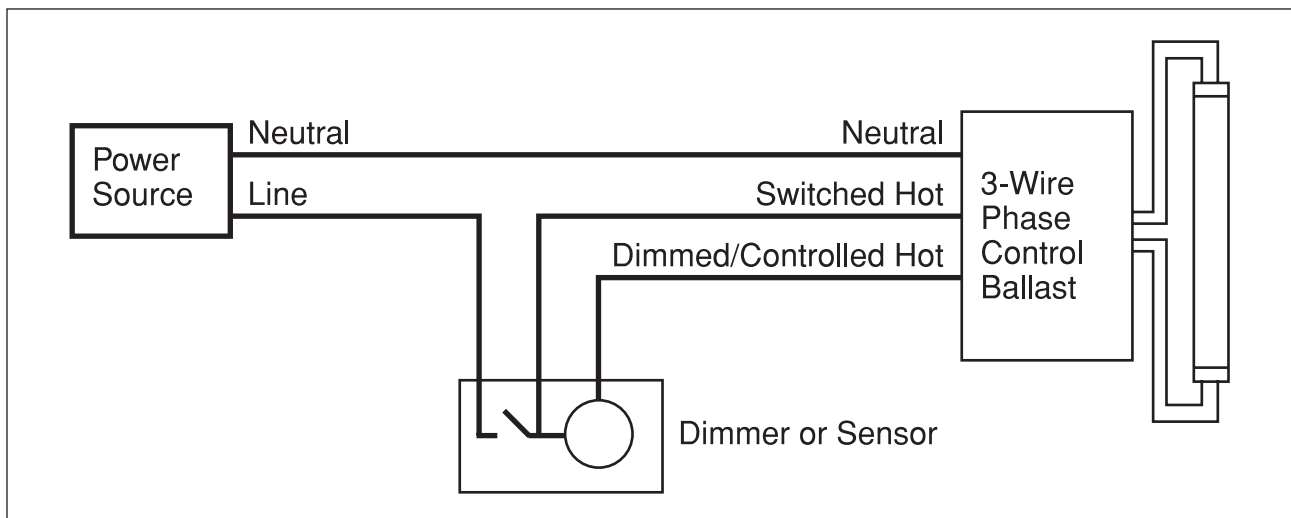 Neutral
Neutral
Power
Source
Line
Switched Hot
3-Wire
Phase
Control
Ballast
Dimmed/Controlled Hot
Dimmer or Sensor